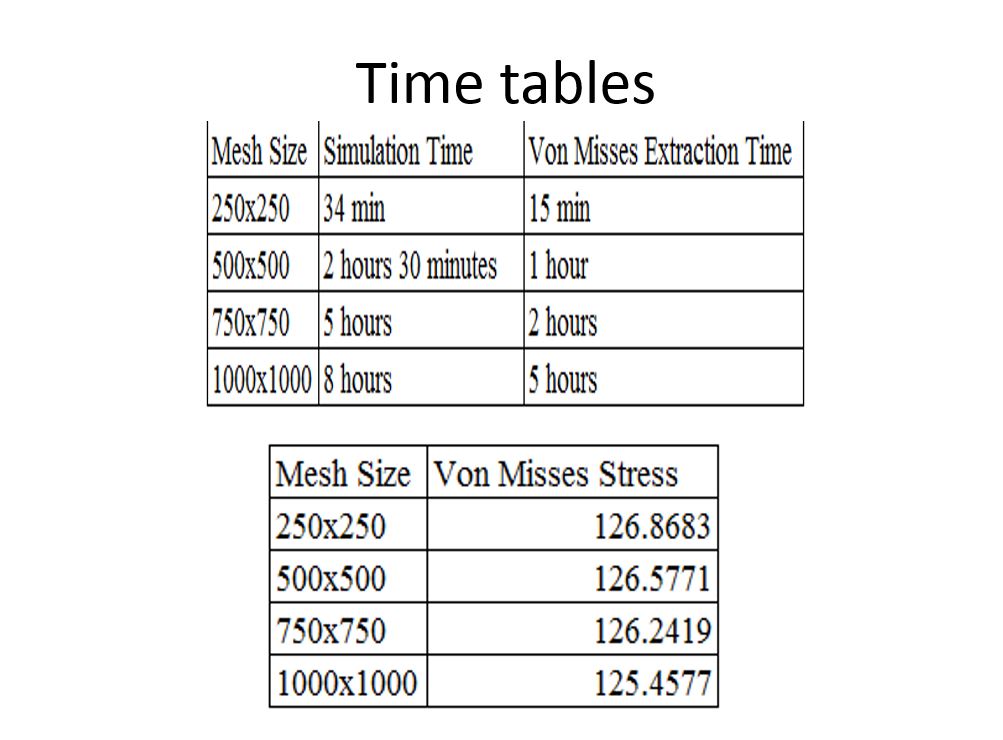 Time tables
Mesh Size Simulation Time Von Misses Extraction Time
250x250 34 min 15 min
500x500 2 hours 30 minutes 1 hour
750x750 5 hours 2 hours
1000x1000 8 hours 5 hours
Mesh Size Von Misses Stress
250x250 126.8683
500x500 126.5771
750x750 126.2419
1000x1000 125.4577